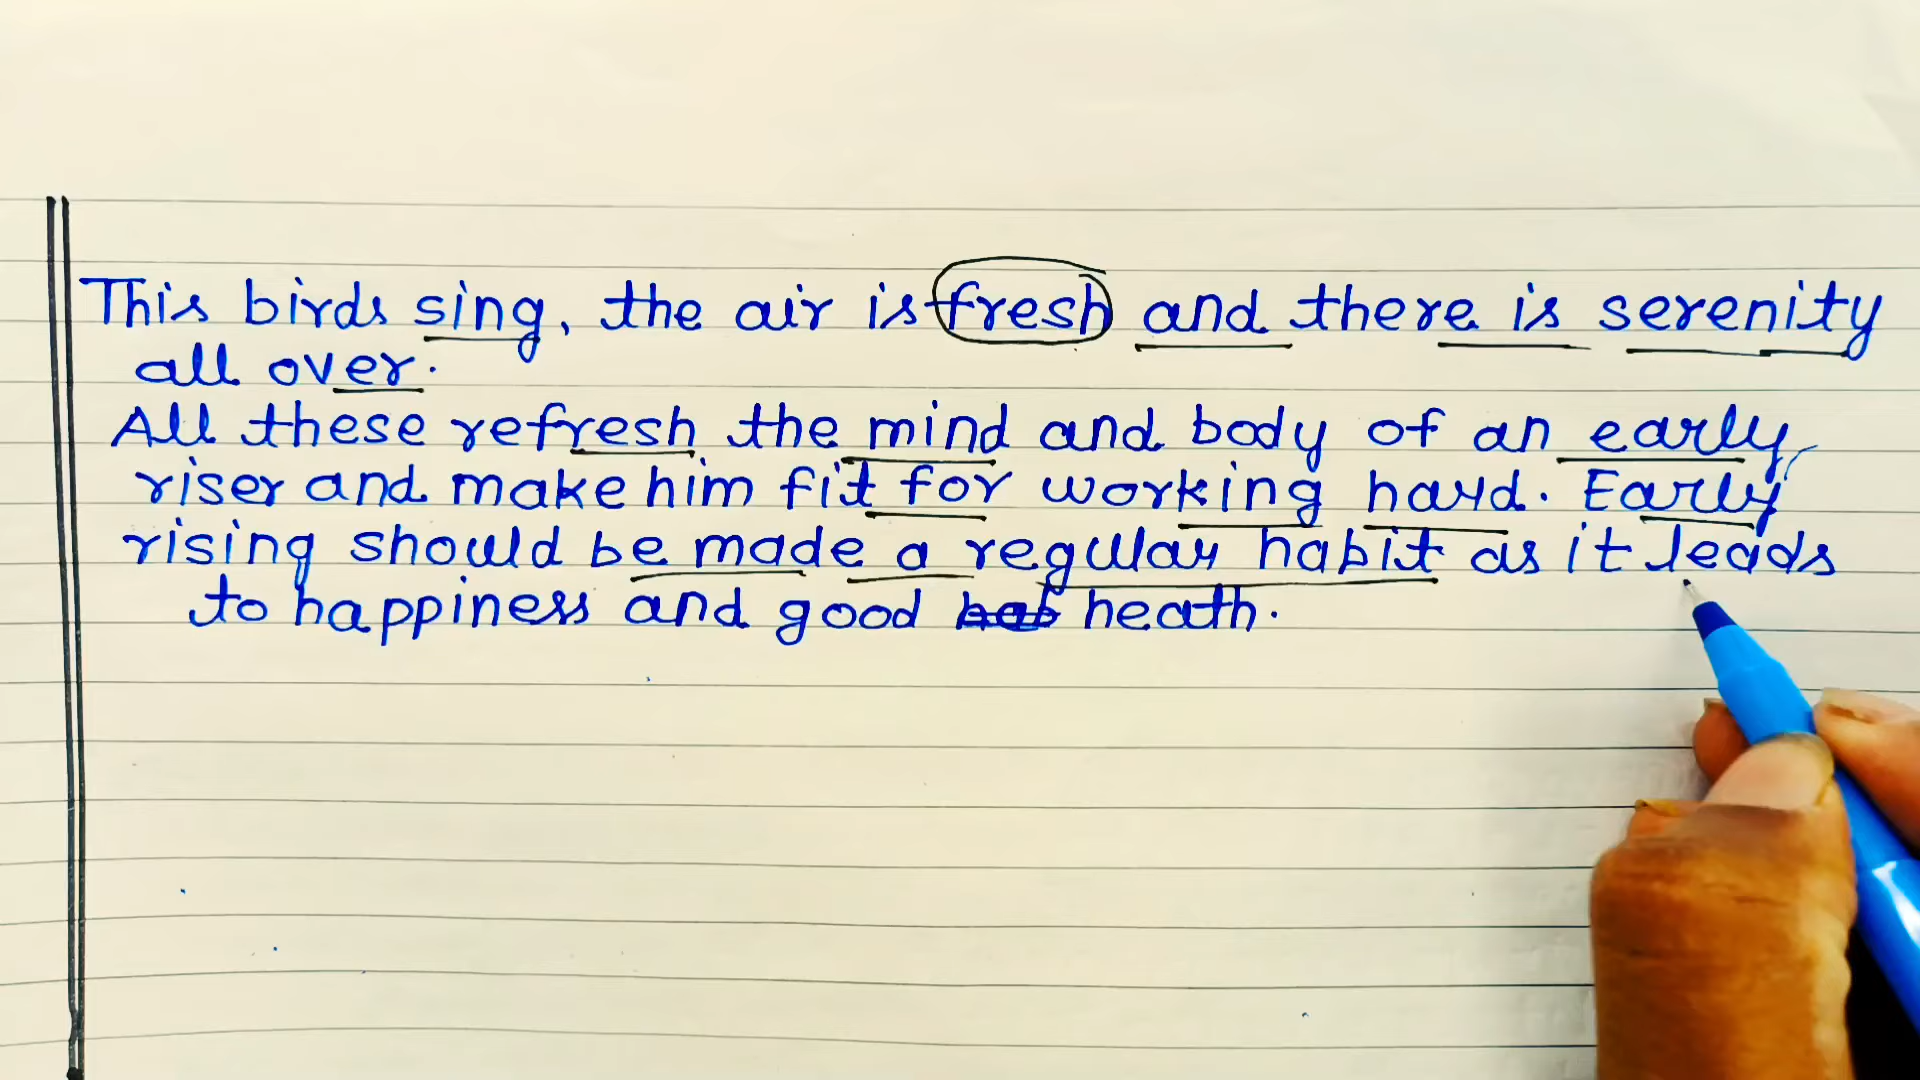 This birds sing, the air is fresh and there is serenity
all over.
All these refresh the mind and body of an early
riser and make him fit for working hard. Early
rising should be made a regular habit as it leads
to happiness and good heath.